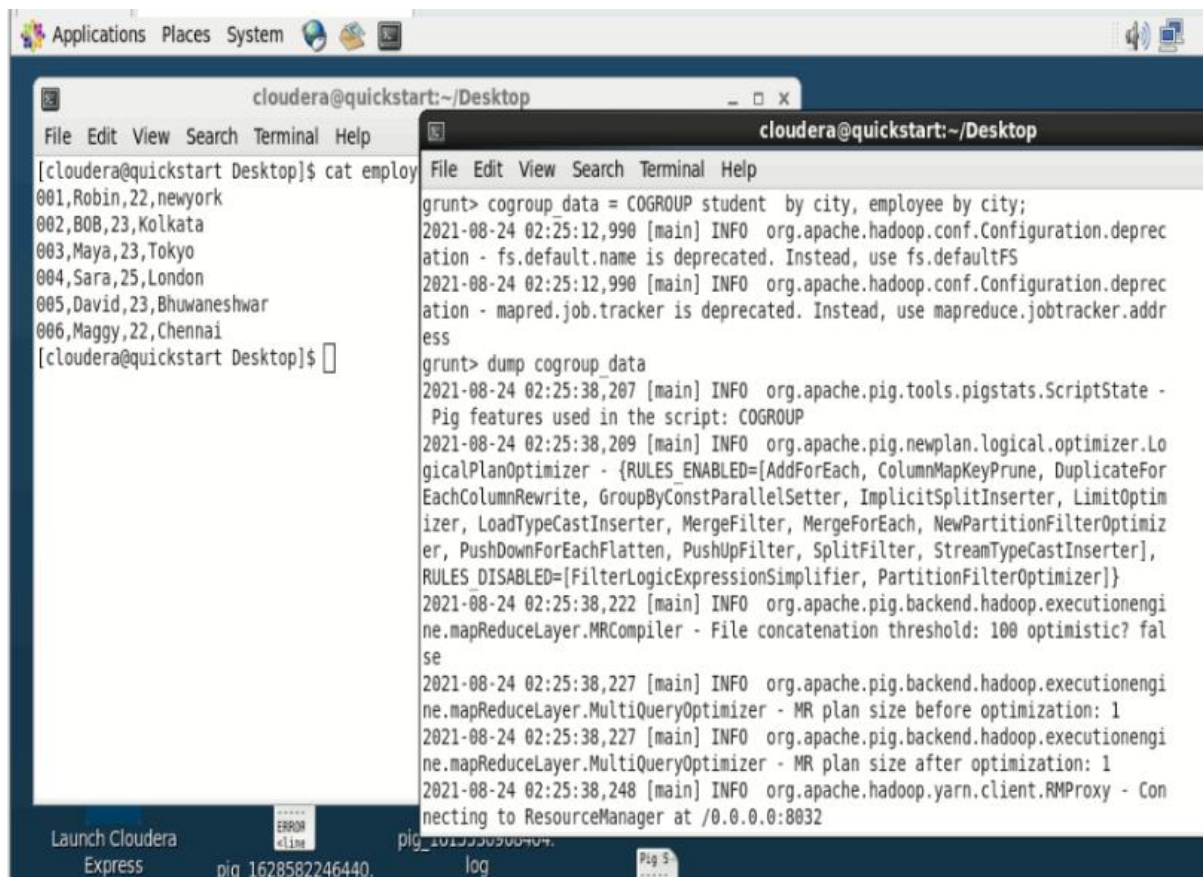 Applications Places System
cloudera@quickstart:~/Desktop
File Edit View Search Terminal Help
[cloudera@quickstart Desktop]$ cat employ
001,Robin,22,newyork
002,BOB,23,Kolkata
003,Maya,23,Tokyo
004,Sara,25,London
005,David,23,Bhuwaneshwar
006,Maggy,22,Chennai
[cloudera@quickstart Desktop]$
cloudera@quickstart:~/Desktop
File Edit View Search Terminal Help
grunt> cogroup_data = COGROUP student  by city, employee by city;
2021-08-24 02:25:12,990 [main] INFO  org.apache.hadoop.conf.Configuration.deprec
ation - fs.default.name is deprecated. Instead, use fs.defaultFS
2021-08-24 02:25:12,990 [main] INFO  org.apache.hadoop.conf.Configuration.deprec
ation - mapred.job.tracker is deprecated. Instead, use mapreduce.jobtracker.addr
ess
grunt> dump cogroup_data
2021-08-24 02:25:38,207 [main] INFO  org.apache.pig.tools.pigstats.ScriptState -
 Pig features used in the script: COGROUP
2021-08-24 02:25:38,209 [main] INFO  org.apache.pig.newplan.logical.optimizer.Lo
gicalPlanOptimizer - {RULES_ENABLED=[AddForEach, ColumnMapKeyPrune, DuplicateFor
EachColumnRewrite, GroupByConstParallelSetter, ImplicitSplitInserter, LimitOptim
izer, LoadTypeCastInserter, MergeFilter, MergeForEach, NewPartitionFilterOptimiz
er, PushDownForEachFlatten, PushUpFilter, SplitFilter, StreamTypeCastInserter],
RULES_DISABLED=[FilterLogicExpressionSimplifier, PartitionFilterOptimizer]}
2021-08-24 02:25:38,222 [main] INFO  org.apache.pig.backend.hadoop.executionengi
ne.mapReduceLayer.MRCompiler - File concatenation threshold: 100 optimistic? fal
se
2021-08-24 02:25:38,227 [main] INFO  org.apache.pig.backend.hadoop.executionengi
ne.mapReduceLayer.MultiQueryOptimizer - MR plan size before optimization: 1
2021-08-24 02:25:38,227 [main] INFO  org.apache.pig.backend.hadoop.executionengi
ne.mapReduceLayer.MultiQueryOptimizer - MR plan size after optimization: 1
2021-08-24 02:25:38,248 [main] INFO  org.apache.hadoop.yarn.client.RMProxy - Con
necting to ResourceManager at /0.0.0.0:8032
Launch Cloudera
Express
ERROR
<line
pig_1628582246440.
log
Pig S